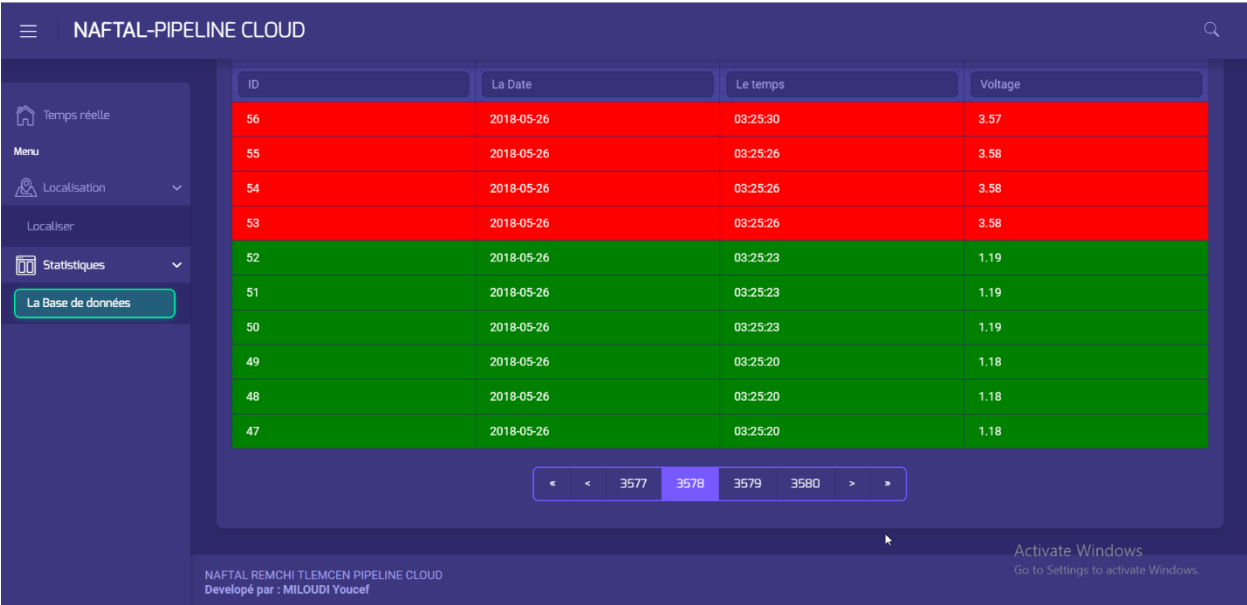 NAFTAL-PIPELINE CLOUD
Temps réelle
Menu
Localisation
Localiser
Statistiques
La Base de données
ID La Date Le temps Voltage
56 2018-05-26 03:25:30 3.57
55 2018-05-26 03:25:26 3.58
54 2018-05-26 03:25:26 3.58
53 2018-05-26 03:25:26 3.58
52 2018-05-26 03:25:23 1.19
51 2018-05-26 03:25:23 1.19
50 2018-05-26 03:25:23 1.19
49 2018-05-26 03:25:20 1.18
48 2018-05-26 03:25:20 1.18
47 2018-05-26 03:25:20 1.18
« < 3577 3578 3579 3580 > »
Activate Windows
Go to Settings to activate Windows.
NAFTAL REMCHI TLEMCEN PIPELINE CLOUD
Developé par : MILOUDI Youcef